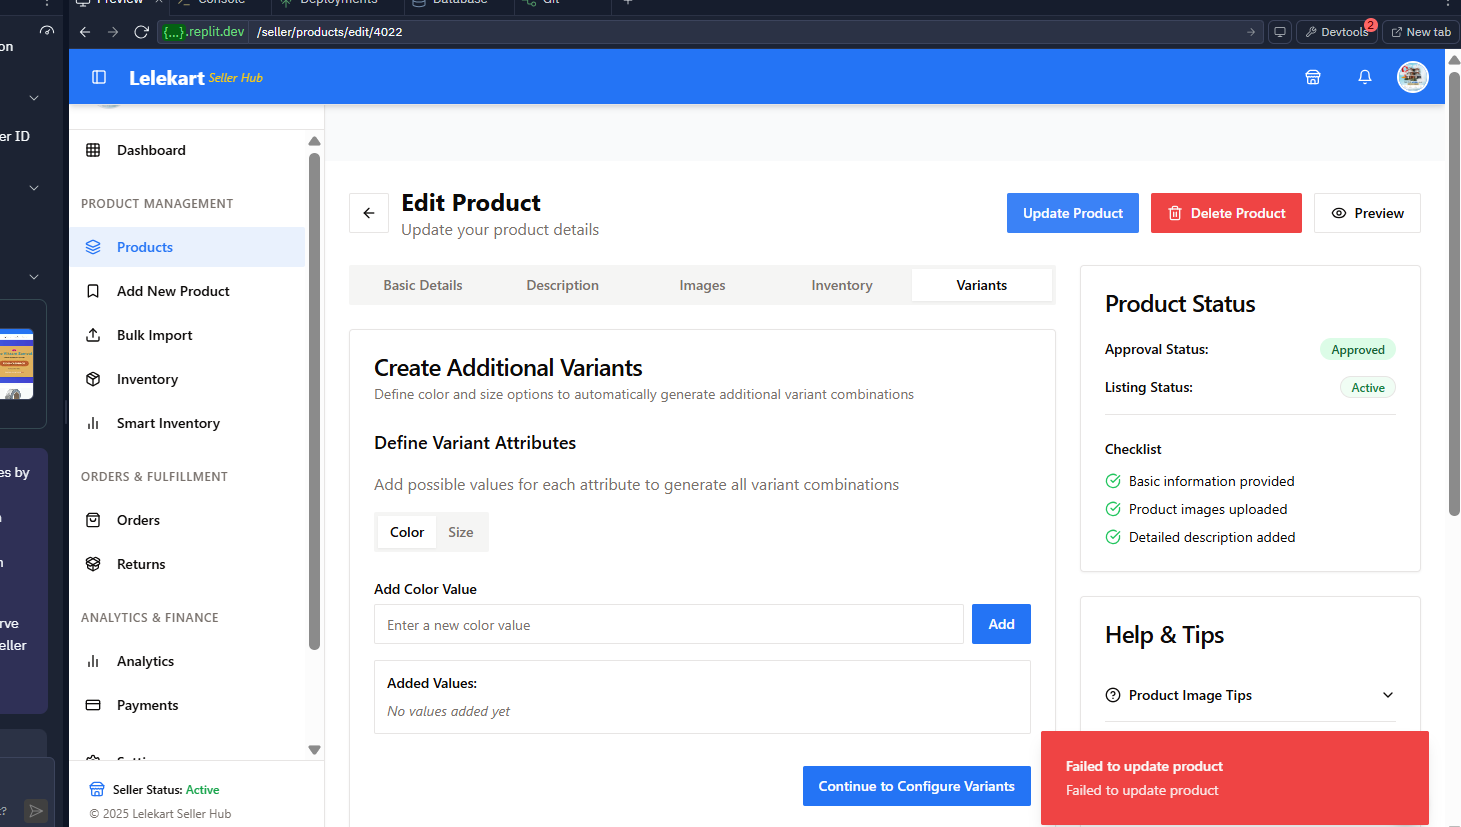 Preview
Console
Deployments
Database
Git
on
{...}.replit.dev /seller/products/edit/4022
Devtools 2
New tab
Lelekart Seller Hub
er ID
Dashboard
PRODUCT MANAGEMENT
Products
Add New Product
Bulk Import
Inventory
Smart Inventory
ORDERS & FULFILLMENT
Orders
Returns
ANALYTICS & FINANCE
Analytics
Payments
Seller Status: Active
© 2025 Lelekart Seller Hub
es by
rve
eller
?
Edit Product
Update your product details
Update Product
Delete Product
Preview
Basic Details
Description
Images
Inventory
Variants
Create Additional Variants
Define color and size options to automatically generate additional variant combinations
Define Variant Attributes
Add possible values for each attribute to generate all variant combinations
Color
Size
Add Color Value
Enter a new color value
Add
Added Values:
No values added yet
Continue to Configure Variants
Product Status
Approval Status: Approved
Listing Status: Active
Checklist
Basic information provided
Product images uploaded
Detailed description added
Help & Tips
Product Image Tips
Failed to update product
Failed to update product